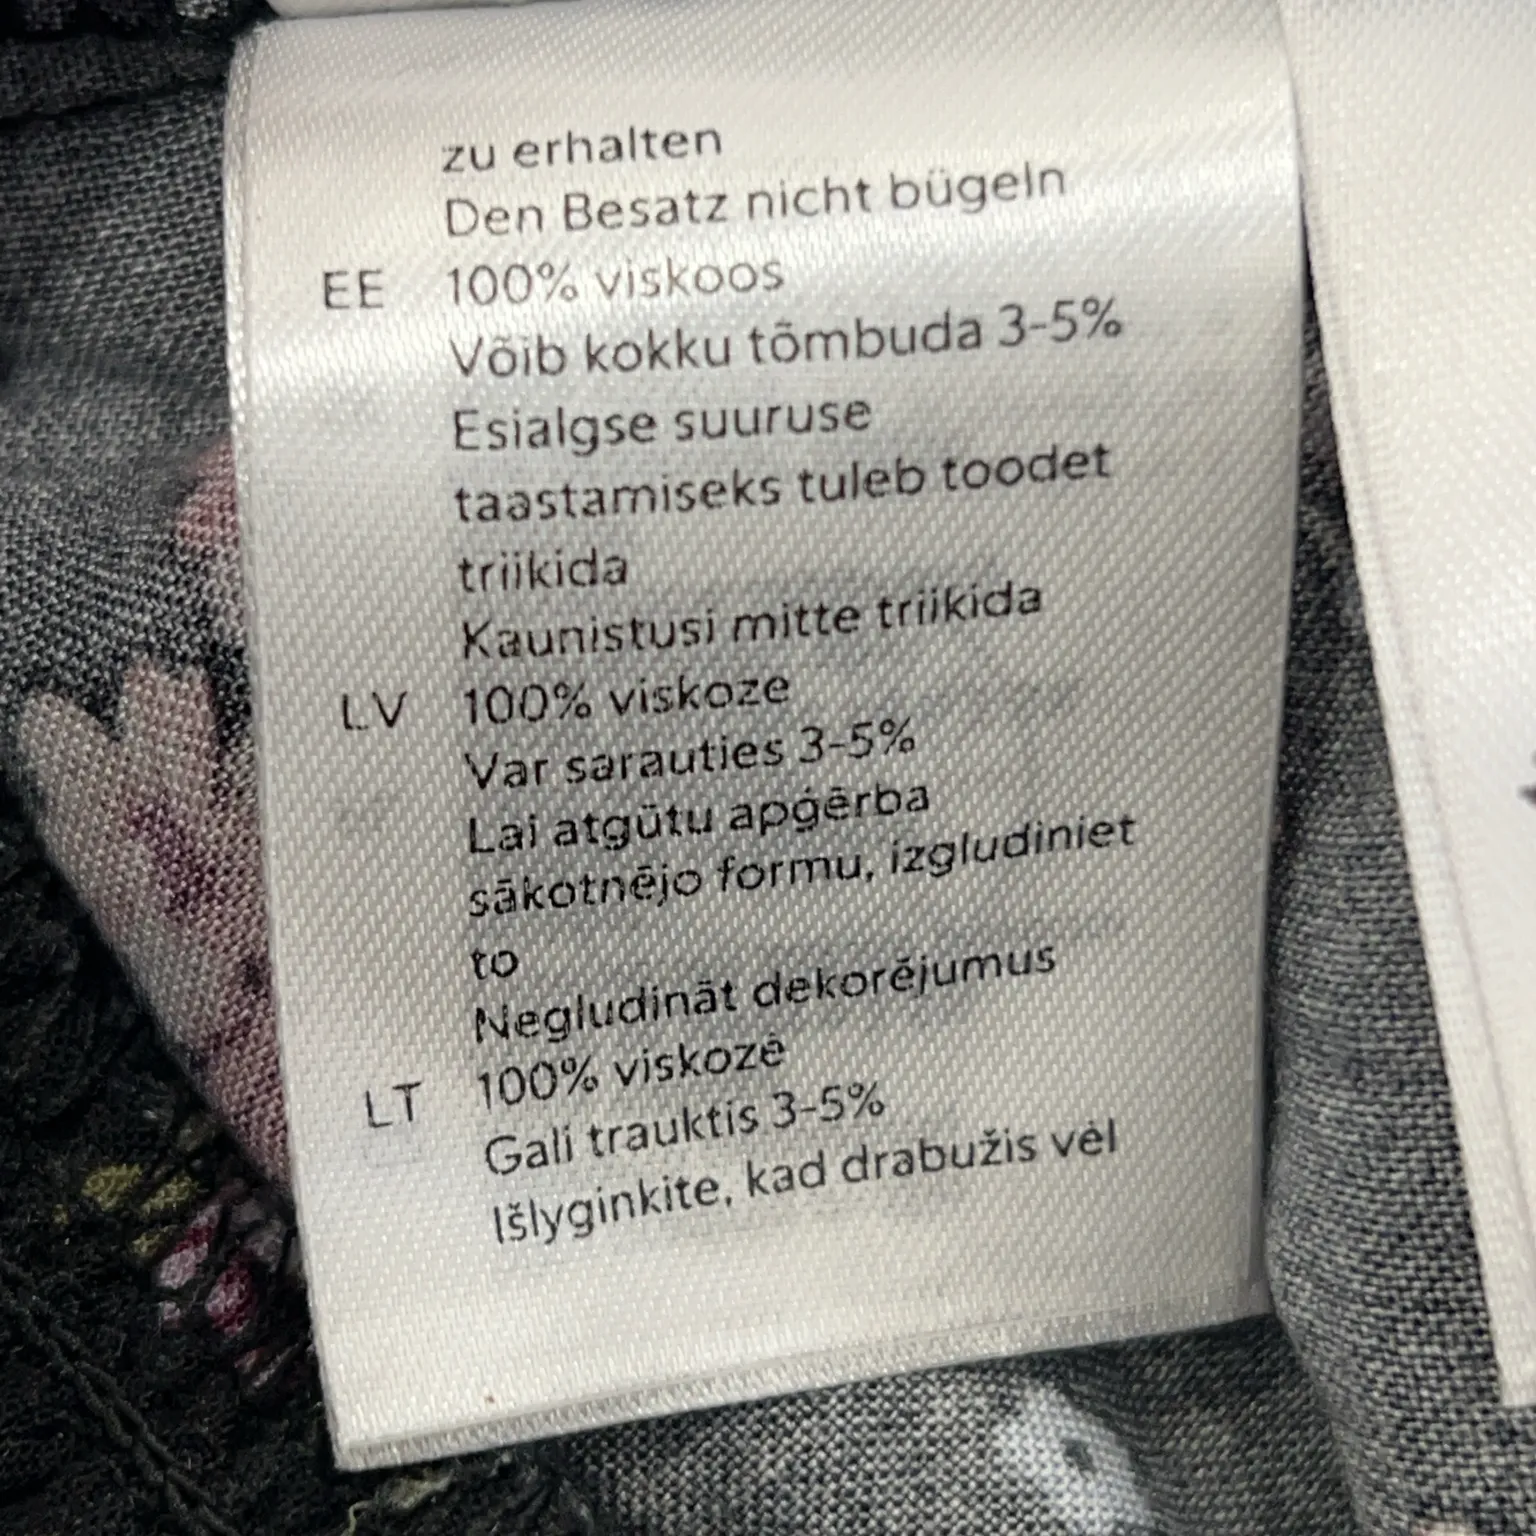 zu erhalten
Den Besatz nicht bügeln
EE 100% viskoos
Võib kokku tõmbuda 3-5%
Esialgse suuruse
taastamiseks tuleb toodet
triikida
Kaunistusi mitte triikida
LV 100% viskoze
Var sarauties 3-5%
Lai atgūtu apģērba
sākotnējo formu, izgludiniet
to
Negludināt dekorējumus
LT 100% viskozė
Gali trauktis 3-5%
Išlyginkite, kad drabužis vėl